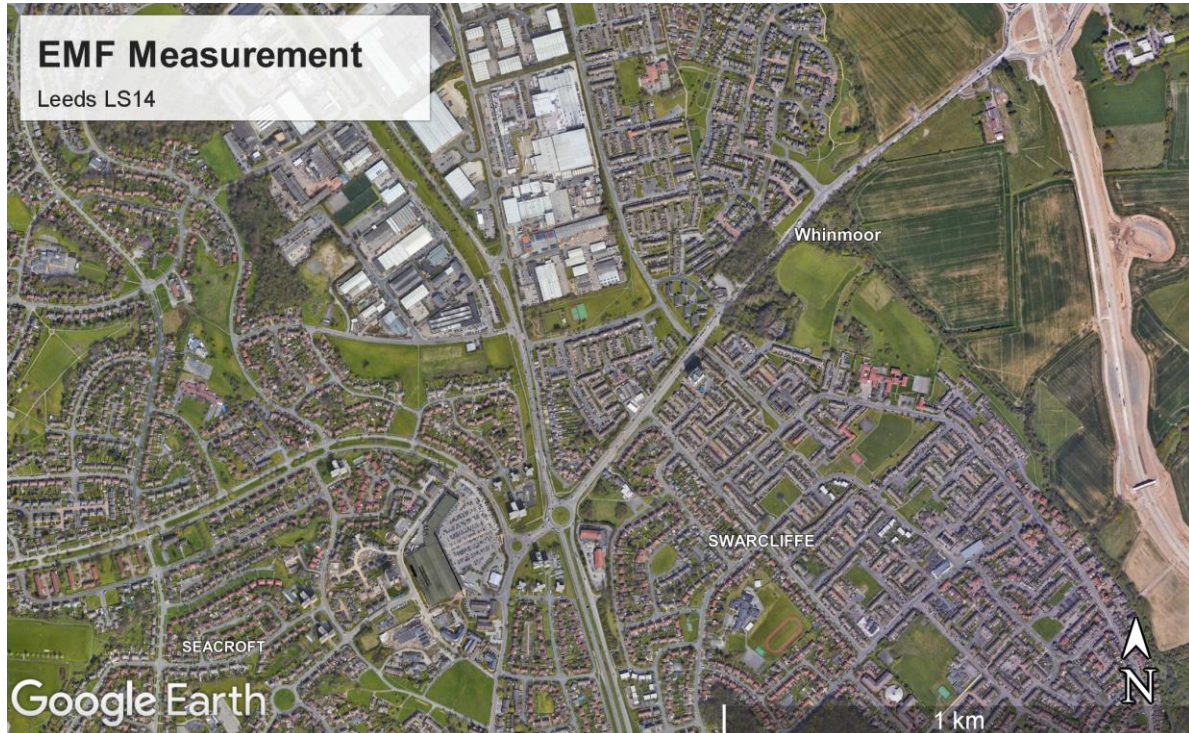 EMF Measurement
Leeds LS14
Whinmoor
SWARCLIFFE
SEACROFT
N
Google Earth
1 km